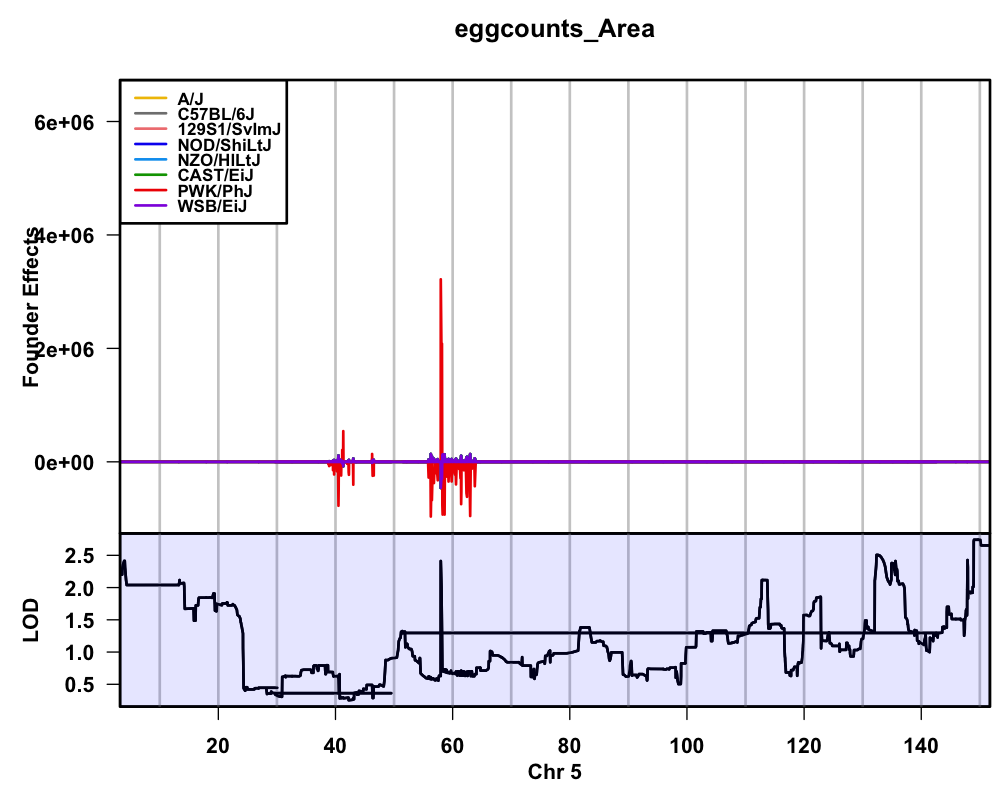 eggcounts_Area
Founder Effects
6e+06
4e+06
2e+06
0e+00
A/J
C57BL/6J
129S1/SvImJ
NOD/ShiLtJ
NZO/HlLtJ
CAST/EiJ
PWK/PhJ
WSB/EiJ
LOD
2.5
2.0
1.5
1.0
0.5
20 40 60 80 100 120 140
Chr 5